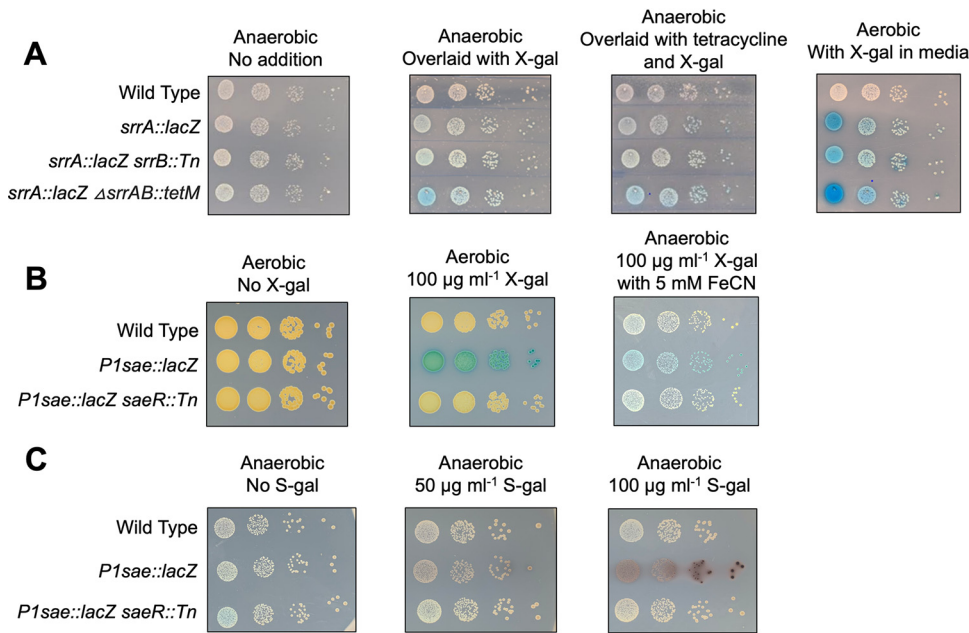 A
Anaerobic
No addition
Anaerobic
Overlaid with X-gal
Anaerobic
Overlaid with tetracycline
and X-gal
Aerobic
With X-gal in media
Wild Type
srrA::lacZ
srrA::lacZ srrB::Tn
srrA::lacZ ΔsrrAB::tetM
B
Aerobic
No X-gal
Aerobic
100 µg ml⁻¹ X-gal
Anaerobic
100 µg ml⁻¹ X-gal
with 5 mM FeCN
Wild Type
P1sae::lacZ
P1sae::lacZ saeR::Tn
C
Anaerobic
No S-gal
Anaerobic
50 µg ml⁻¹ S-gal
Anaerobic
100 µg ml⁻¹ S-gal
Wild Type
P1sae::lacZ
P1sae::lacZ saeR::Tn